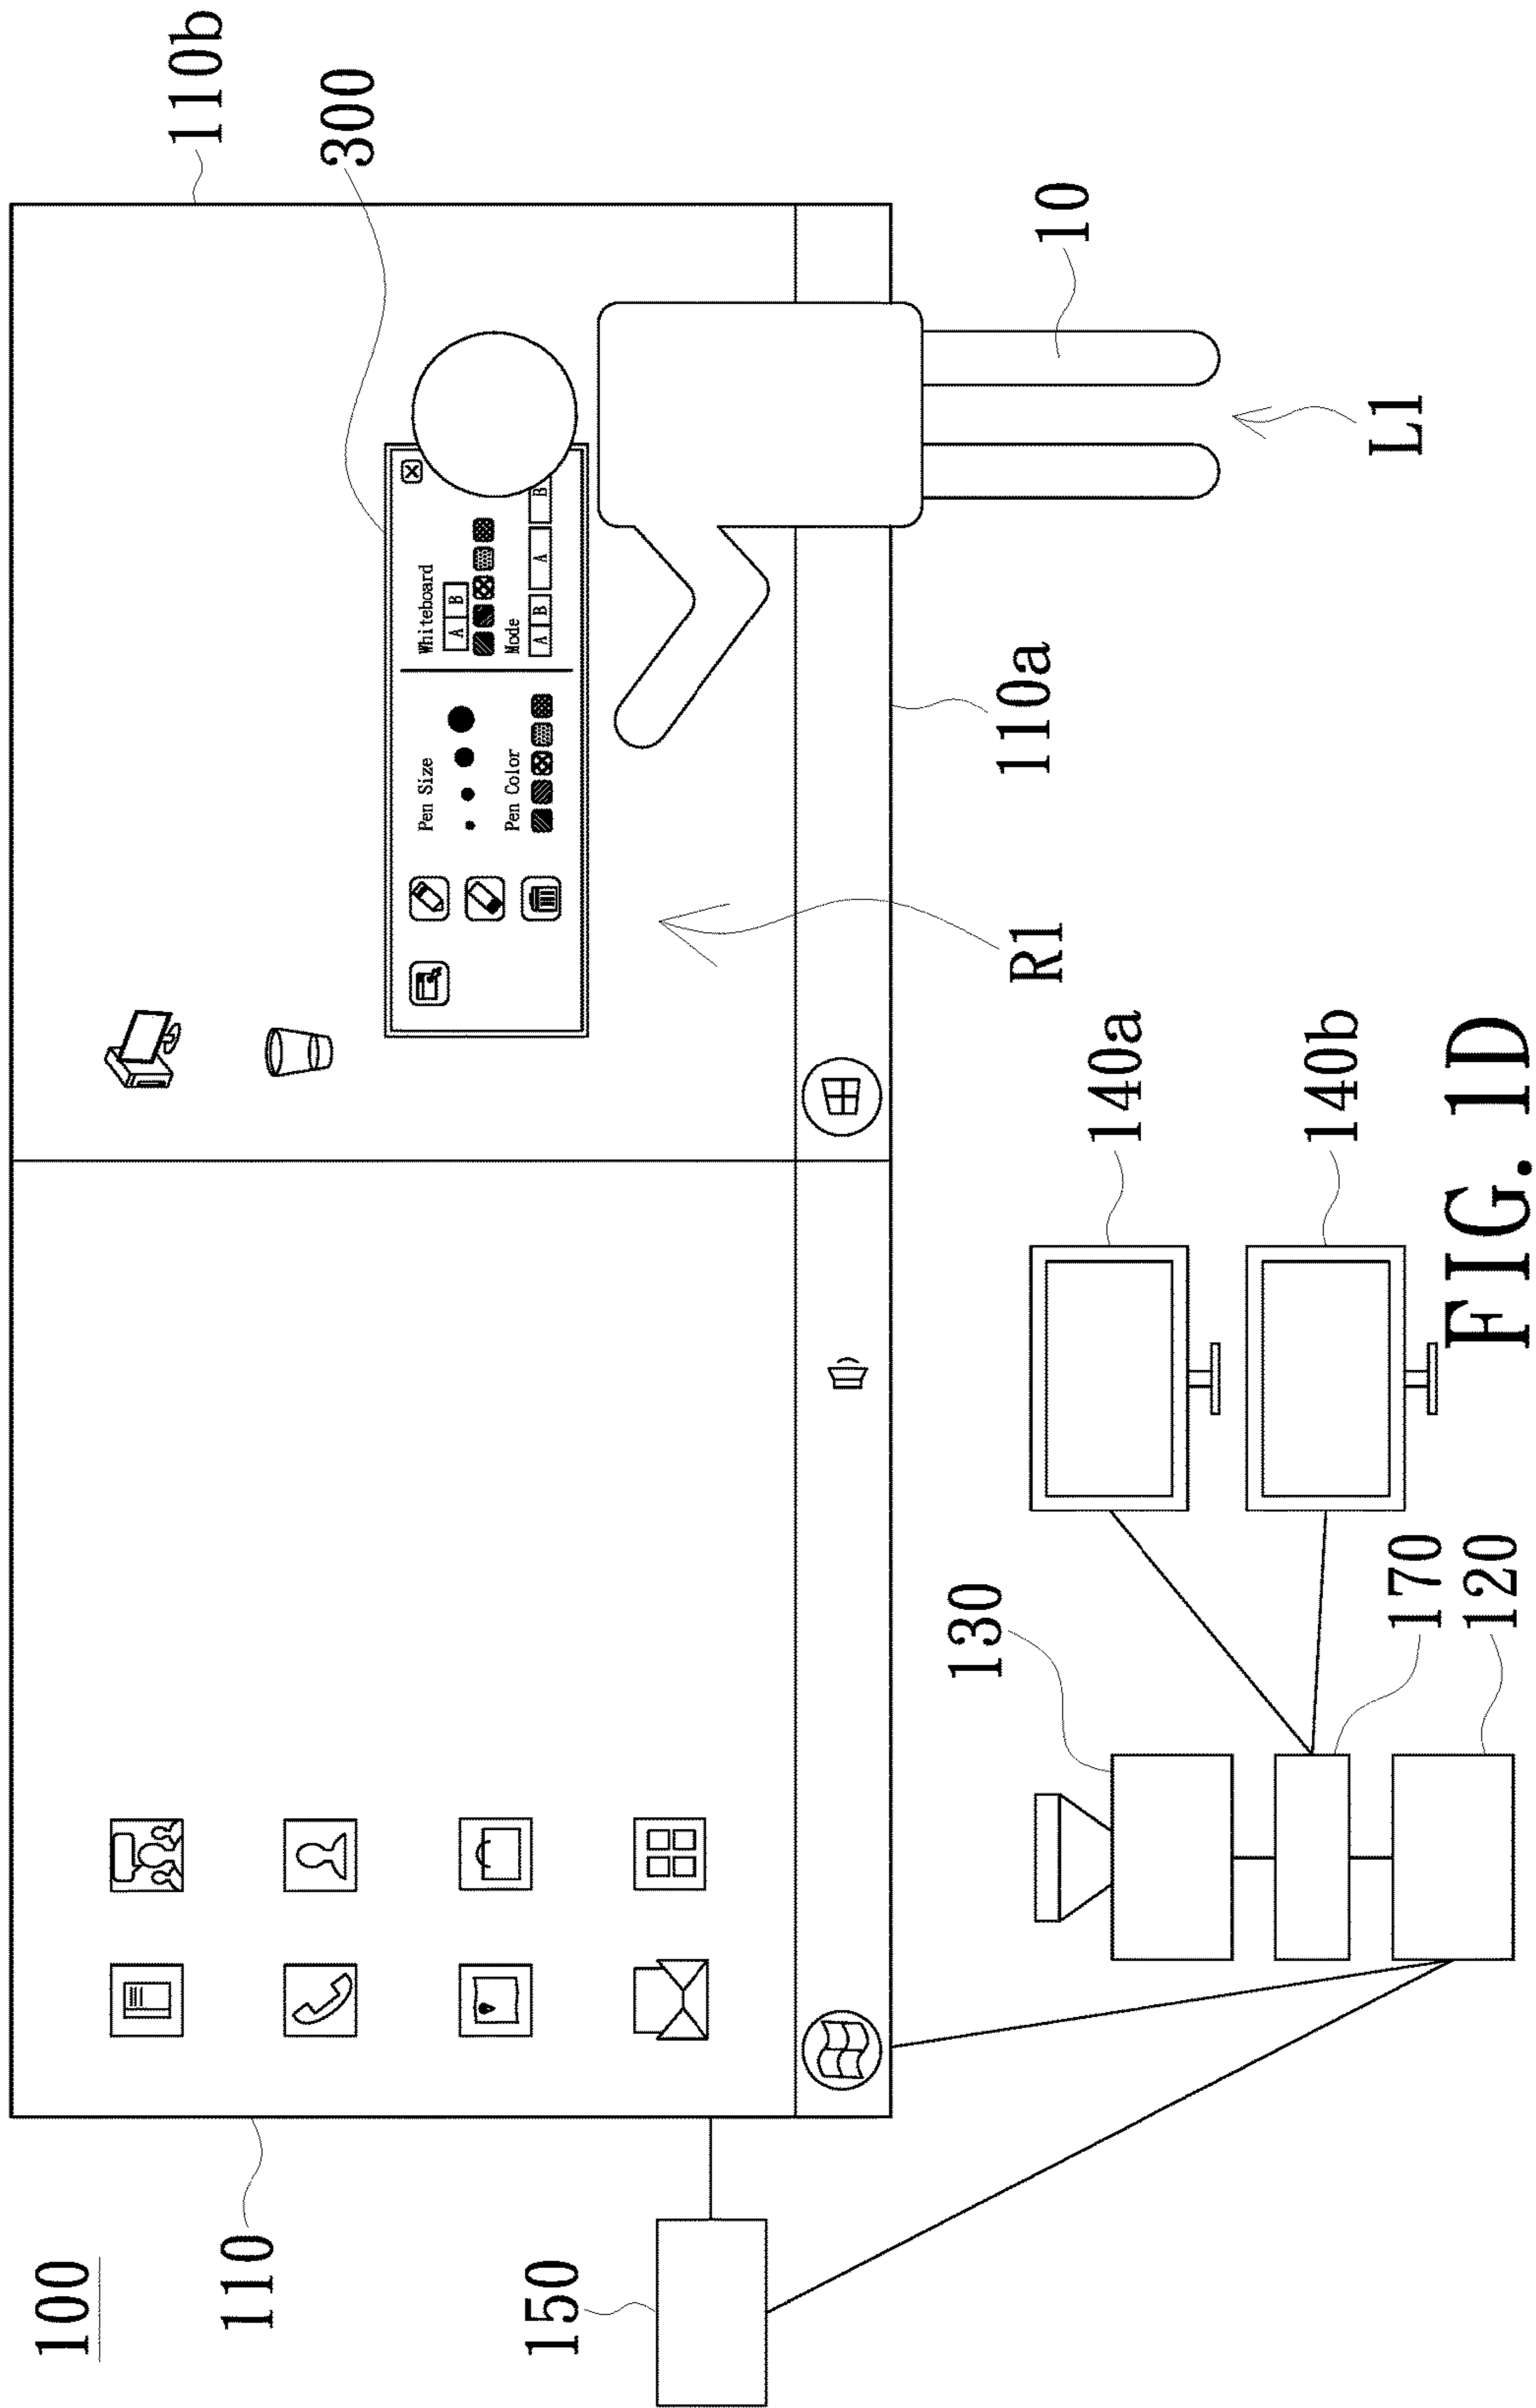 100
110
110b
300
Whiteboard
A B
Mode
A B A B
Pen Size
Pen Color
150
R1
110a
10
L1
130
140a
140b
170
120
FIG. 1D